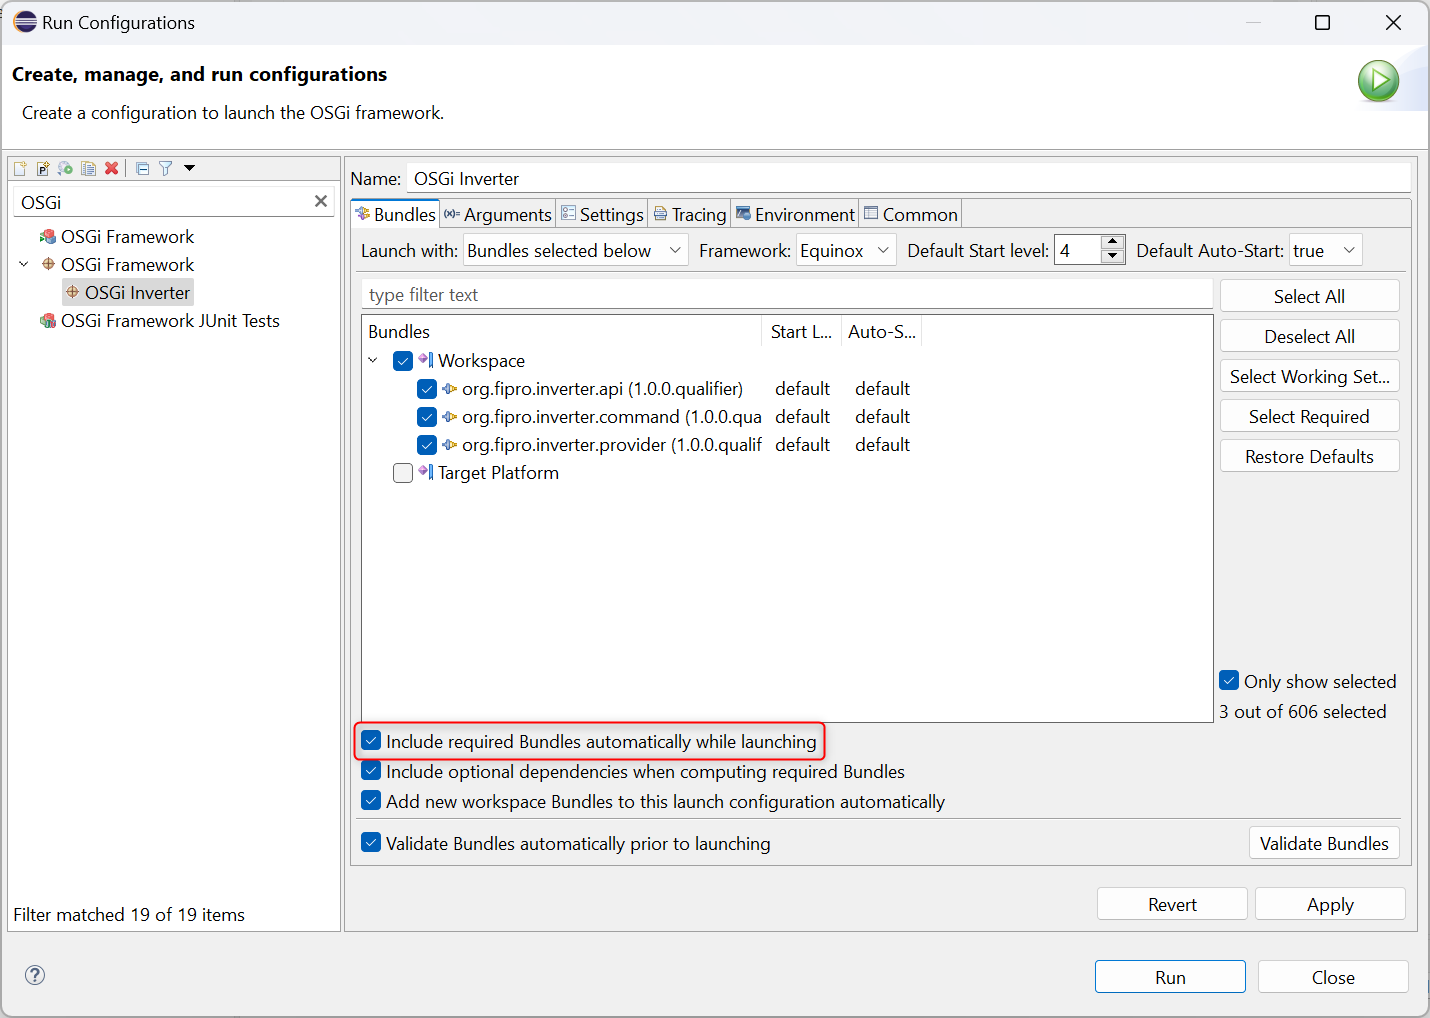 Run Configurations
Create, manage, and run configurations
Create a configuration to launch the OSGi framework.
OSGi
OSGi Framework
OSGi Framework
OSGi Inverter
OSGi Framework JUnit Tests
Filter matched 19 of 19 items
Name: OSGi Inverter
Bundles (x)= Arguments Settings Tracing Environment Common
Launch with: Bundles selected below Framework: Equinox Default Start level: 4 Default Auto-Start: true
type filter text
Bundles Start L... Auto-S...
Workspace
org.fipro.inverter.api (1.0.0.qualifier) default default
org.fipro.inverter.command (1.0.0.qua default default
org.fipro.inverter.provider (1.0.0.qualif default default
Target Platform
Select All
Deselect All
Select Working Set...
Select Required
Restore Defaults
Only show selected
3 out of 606 selected
Include required Bundles automatically while launching
Include optional dependencies when computing required Bundles
Add new workspace Bundles to this launch configuration automatically
Validate Bundles automatically prior to launching Validate Bundles
Revert Apply
? Run Close